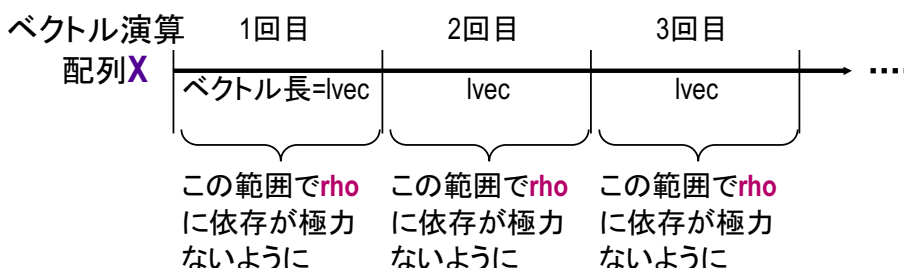 ベクトル演算 1回目 2回目 3回目
配列X
ベクトル長=lvec lvec lvec
この範囲でrho この範囲でrho この範囲でrho
に依存が極力 に依存が極力 に依存が極力
ないように ないように ないように